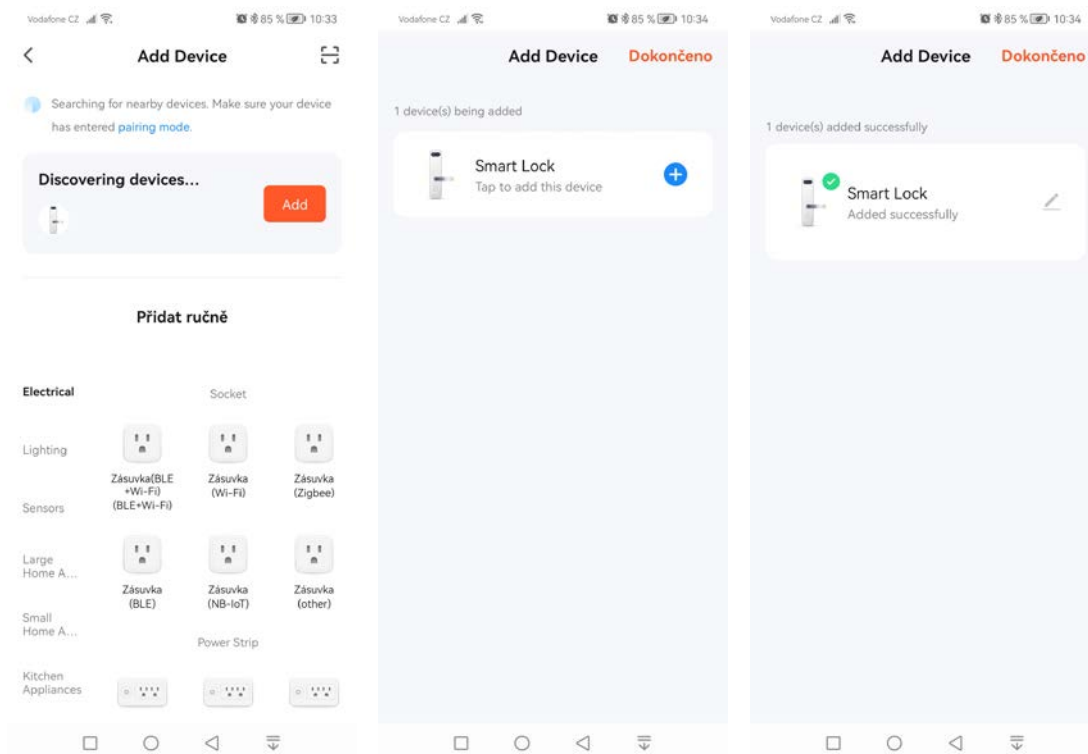 Vodafone CZ 85 % 10:33
Add Device
Searching for nearby devices. Make sure your device
has entered pairing mode.
Discovering devices...
Add
Přidat ručně
Electrical
Socket
Lighting
Zásuvka(BLE
+Wi-Fi)
(BLE+Wi-Fi)
Zásuvka
(Wi-Fi)
Zásuvka
(Zigbee)
Sensors
Large
Home A...
Zásuvka
(BLE)
Zásuvka
(NB-IoT)
Zásuvka
(other)
Small
Home A...
Power Strip
Kitchen
Appliances
Vodafone CZ 85 % 10:34
Add Device Dokončeno
1 device(s) being added
Smart Lock
Tap to add this device
Vodafone CZ 85 % 10:34
Add Device Dokončeno
1 device(s) added successfully
Smart Lock
Added successfully